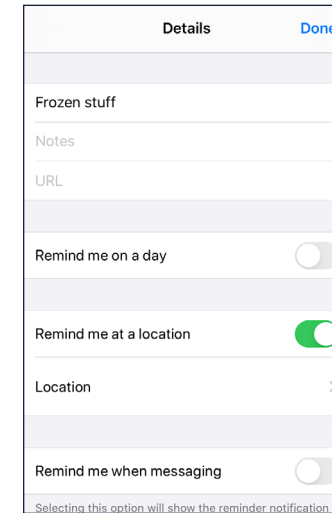 Details
Done
Frozen stuff
Notes
URL
Remind me on a day
Remind me at a location
Location
Remind me when messaging
Selecting this option will show the reminder notification